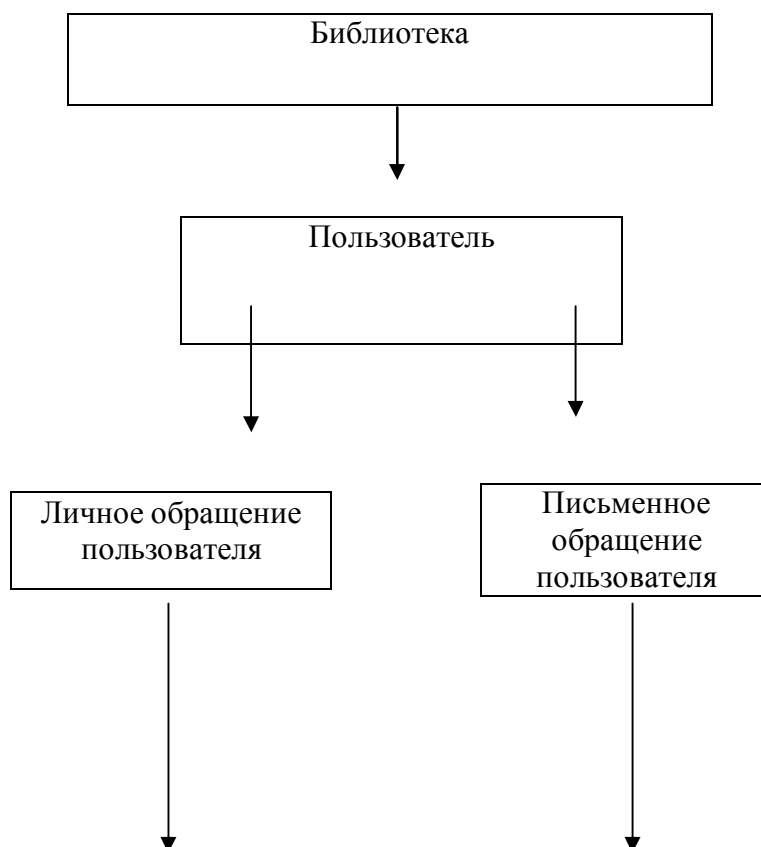 Библиотека
Пользователь
Личное обращение
пользователя
Письменное
обращение
пользователя